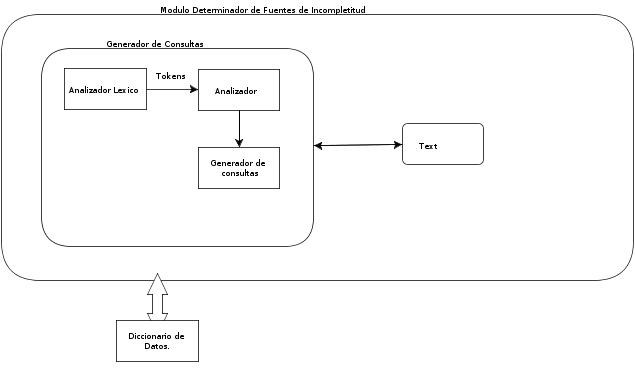 Modulo Determinador de Fuentes de Incompletitud
Generador de Consultas
Analizador Lexico
Tokens
Analizador
Generador de
consultas
Text
Diccionario de
Datos.